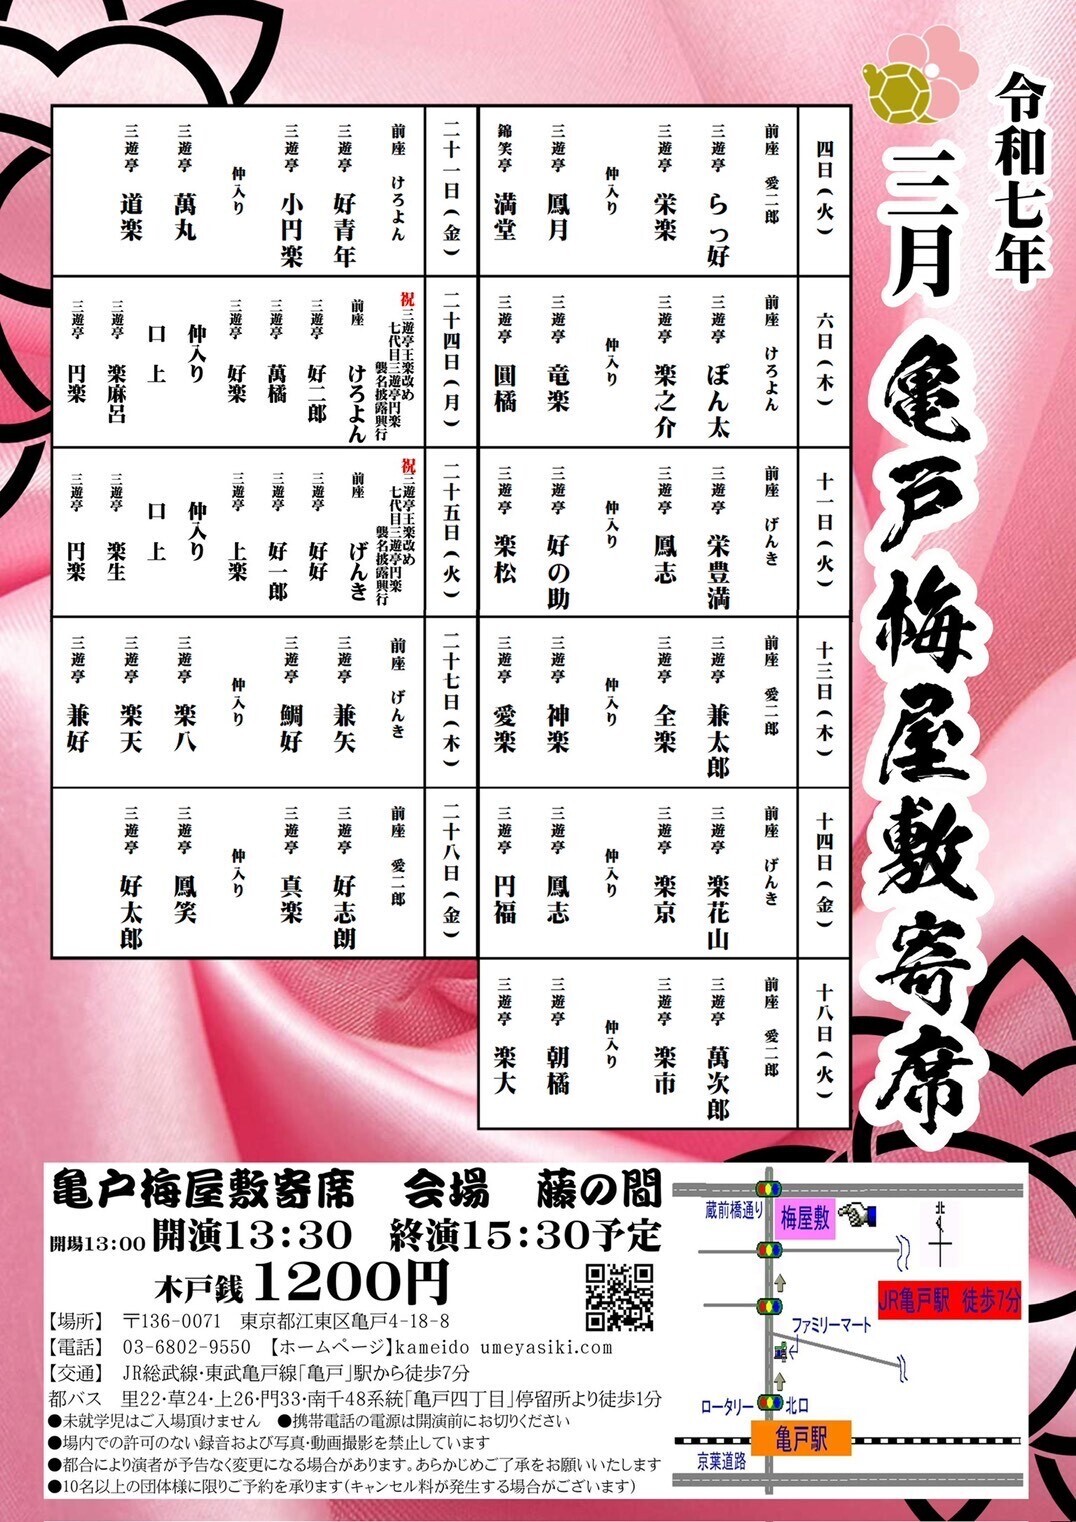 令和七年
三月 亀戸梅屋敷寄席
四日(火)
前座 愛二郎
三遊亭 らっ好
三遊亭 栄楽
仲入り
三遊亭 鳳月
錦笑亭 満堂
六日(木)
前座 けろよん
三遊亭 ぽん太
三遊亭 楽之介
仲入り
三遊亭 竜楽
三遊亭 圓橘
十一日(火)
前座 げんき
三遊亭 栄豊満
三遊亭 鳳志
仲入り
三遊亭 好の助
三遊亭 楽松
十三日(木)
前座 愛二郎
三遊亭 兼太郎
三遊亭 全楽
仲入り
三遊亭 神楽
三遊亭 愛楽
十四日(金)
前座 げんき
三遊亭 楽花山
三遊亭 楽京
仲入り
三遊亭 鳳志
三遊亭 円福
十八日(火)
前座 愛二郎
三遊亭 萬次郎
三遊亭 楽市
仲入り
三遊亭 朝橘
三遊亭 楽大
二十一日(金)
前座 けろよん
三遊亭 好青年
三遊亭 小円楽
仲入り
三遊亭 萬丸
三遊亭 道楽
二十四日(月)
祝 三遊亭王楽改め
七代目三遊亭円楽
襲名披露興行
前座 けろよん
三遊亭 好二郎
三遊亭 萬橘
三遊亭 好楽
仲入り
口上
三遊亭 楽麻呂
三遊亭 円楽
二十五日(火)
祝 三遊亭王楽改め
七代目三遊亭円楽
襲名披露興行
前座 げんき
三遊亭 好好
三遊亭 好一郎
三遊亭 上楽
仲入り
口上
三遊亭 楽生
三遊亭 円楽
二十七日(木)
前座 げんき
三遊亭 兼矢
三遊亭 鯛好
仲入り
三遊亭 楽八
三遊亭 楽天
三遊亭 兼好
二十八日(金)
前座 愛二郎
三遊亭 好志朗
三遊亭 真楽
仲入り
三遊亭 鳳笑
三遊亭 好太郎
亀戸梅屋敷寄席 会場 藤の間
開場13:00 開演13:30 終演15:30予定
木戸銭 1200円
【場所】 〒136-0071 東京都江東区亀戸4-18-8
【電話】 03-6802-9550 【ホームページ】kameido umeyasiki.com
【交通】 JR総武線・東武亀戸線「亀戸」駅から徒歩7分
都バス 里22・草24・上26・門33・南千48系統「亀戸四丁目」停留所より徒歩1分
●未就学児はご入場頂けません ●携帯電話の電源は開演前にお切りください
●場内での許可のない録音および写真・動画撮影を禁止しています
●都合により演者が予告なく変更になる場合があります。あらかじめご了承をお願いいたします
●10名以上の団体様に限りご予約を承ります(キャンセル料が発生する場合がございます)
蔵前橋通り
梅屋敷
北
JR亀戸駅 徒歩7分
ファミリーマート
ロータリー
北口
亀戸駅
京葉道路